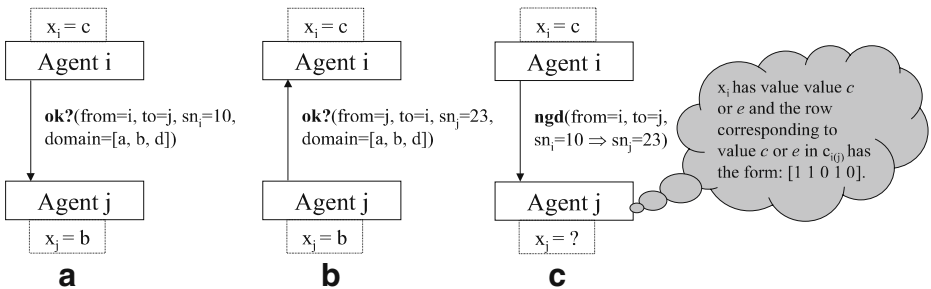 x_i = c
Agent i
ok?(from=i, to=j, sn_i=10,
domain=[a, b, d])
Agent j
x_j = b
a
x_i = c
Agent i
ok?(from=j, to=i, sn_j=23,
domain=[a, b, d])
Agent j
x_j = b
b
x_i = c
Agent i
ngd(from=i, to=j,
sn_i=10 ⇒ sn_j=23)
Agent j
x_j = ?
c
x_i has value value c
or e and the row
corresponding to
value c or e in c_i(j) has
the form: [1 1 0 1 0].